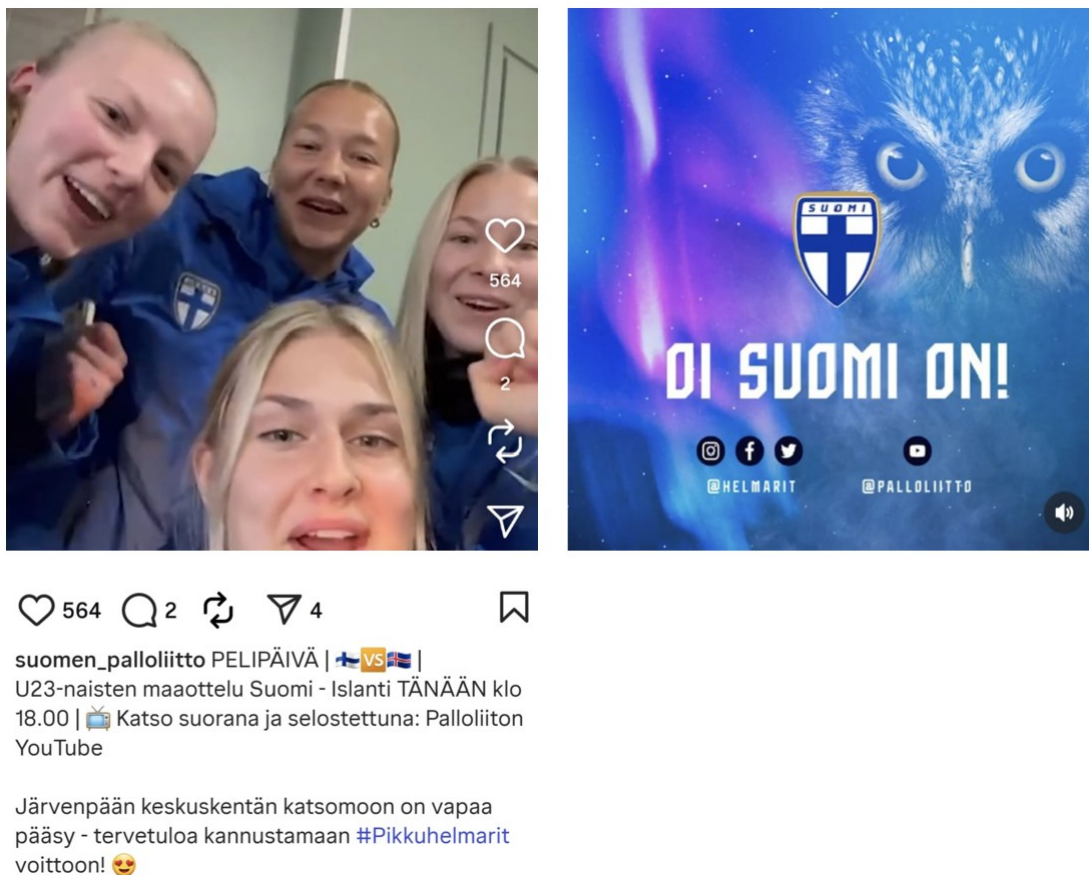 564
2
SUOMI
OI SUOMI ON!
@HELMARIT
@PALLOLIITTO
564 2 4
suomen_palloliitto PELIPÄIVÄ | 🇫🇮🆚🇮🇸 |
U23-naisten maaottelu Suomi - Islanti TÄNÄÄN klo
18.00 | 📺 Katso suorana ja selostettuna: Palloliiton
YouTube
Järvenpään keskuskentän katsomoon on vapaa
pääsy - tervetuloa kannustamaan #Pikkuhelmarit
voittoon! 😍